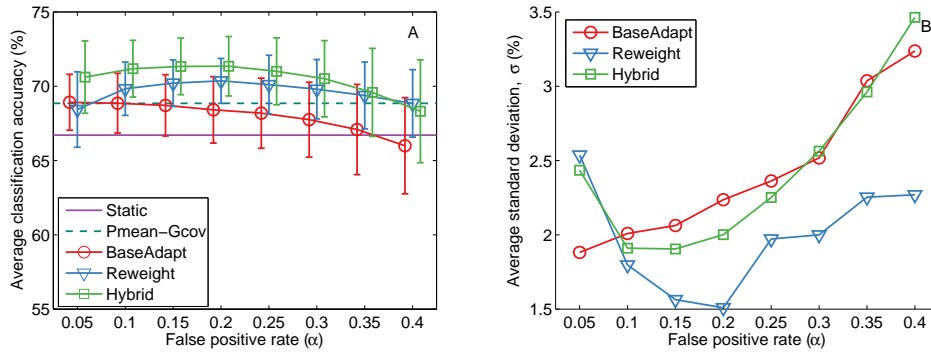 A
Average classification accuracy (%)
75
70
65
60
55
Static
Pmean−Gcov
BaseAdapt
Reweight
Hybrid
0.05 0.1 0.15 0.2 0.25 0.3 0.35 0.4
False positive rate (α)
B
Average standard deviation, σ (%)
3.5
3
2.5
2
1.5
BaseAdapt
Reweight
Hybrid
0.05 0.1 0.15 0.2 0.25 0.3 0.35 0.4
False positive rate (α)